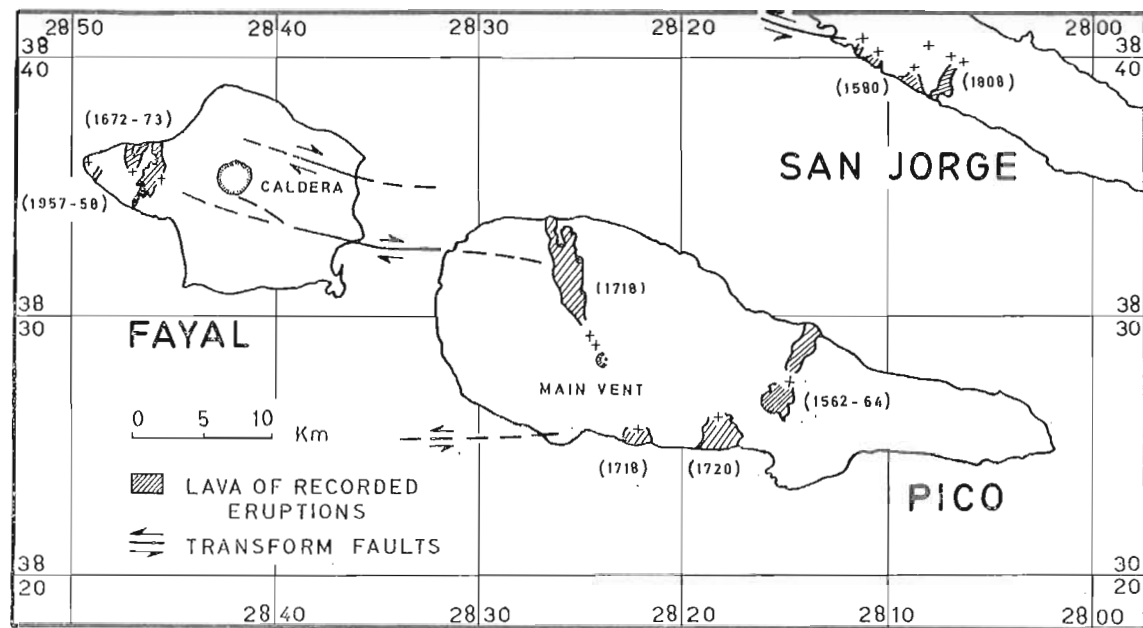 28 50
28 40
28 30
28 20
28 10
28 00
38 40
38 40
(1580)
(1808)
SAN JORGE
(1672-73)
CALDERA
(1957-58)
38 30
38 30
FAYAL
(1718)
MAIN VENT
(1562-64)
0 5 10
Km
(1718)
(1720)
PICO
LAVA OF RECORDED
ERUPTIONS
TRANSFORM FAULTS
38 20
30 20
28 40
28 30
28 20
28 10
28 00